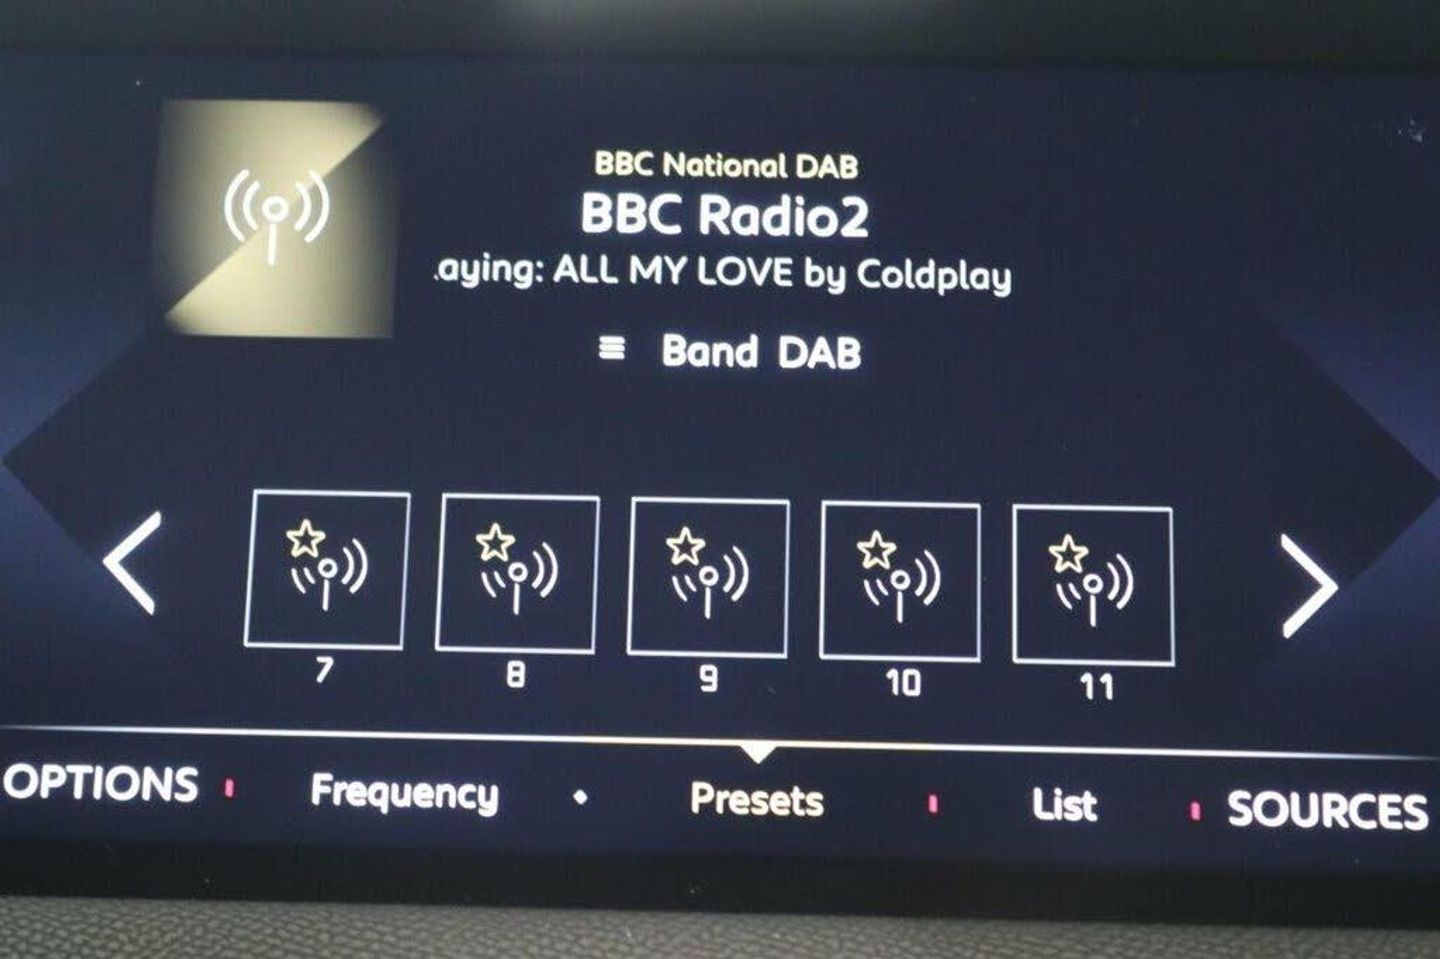 BBC National DAB
BBC Radio2
.aying: ALL MY LOVE by Coldplay
Band DAB
7 8 9 10 11
OPTIONS Frequency Presets List SOURCES